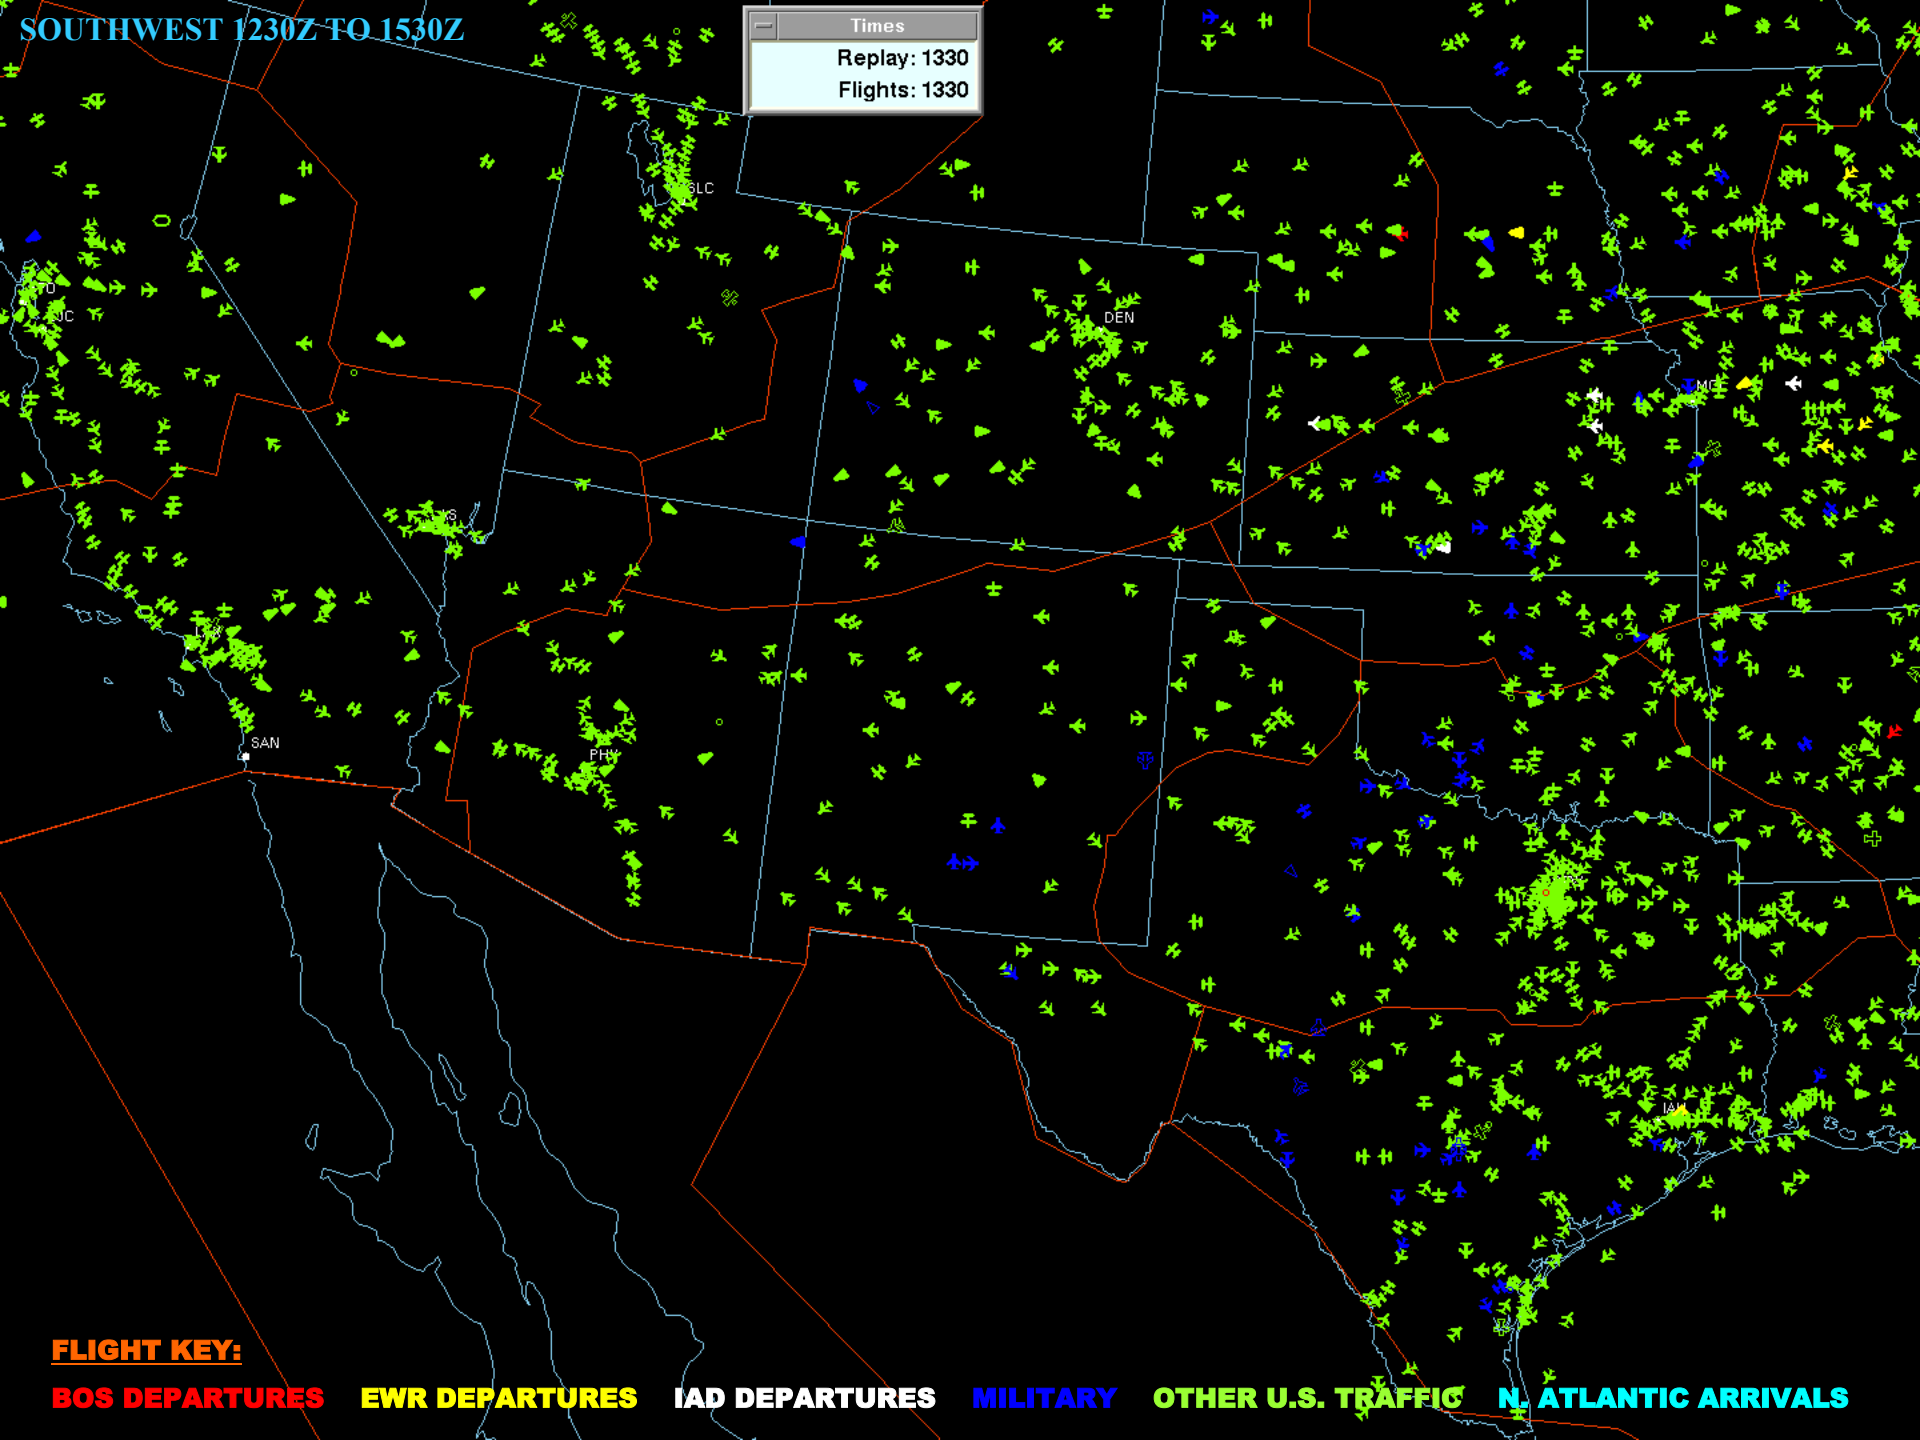 SOUTHWEST 1230Z TO 1530Z
Times
Replay: 1330
Flights: 1330
SLC
DEN
SAN
PHX
IAH
FLIGHT KEY:
BOS DEPARTURES EWR DEPARTURES IAD DEPARTURES MILITARY OTHER U.S. TRAFFIC N. ATLANTIC ARRIVALS